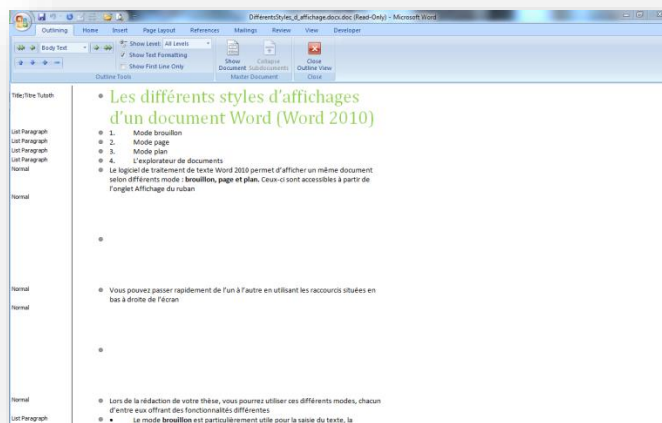 DifférentsStyles_d_affichage.docs.doc (Read-Only) - Microsoft Word
Outlining Home Insert Page Layout References Mailings Review View Developer
Body Text
Show Level: All Levels
Show Text Formatting
Show First Line Only
Show Document
Collapse Subdocuments
Close Outline View
Outline Tools Master Document Close
Title;Titre Tutoth
Les différents styles d'affichages
d'un document Word (Word 2010)
List Paragraph 1. Mode brouillon
List Paragraph 2. Mode page
List Paragraph 3. Mode plan
List Paragraph 4. L'explorateur de documents
Normal Le logiciel de traitement de texte Word 2010 permet d'afficher un même document
selon différents mode : brouillon, page et plan. Ceux-ci sont accessibles à partir de
l'onglet Affichage du ruban
Normal
Normal Vous pouvez passer rapidement de l'un à l'autre en utilisant les raccourcis situées en
bas à droite de l'écran
Normal
Normal Lors de la rédaction de votre thèse, vous pourrez utiliser ces différents modes, chacun
d'entre eux offrant des fonctionnalités différentes
List Paragraph • Le mode brouillon est particulièrement utile pour la saisie du texte, la